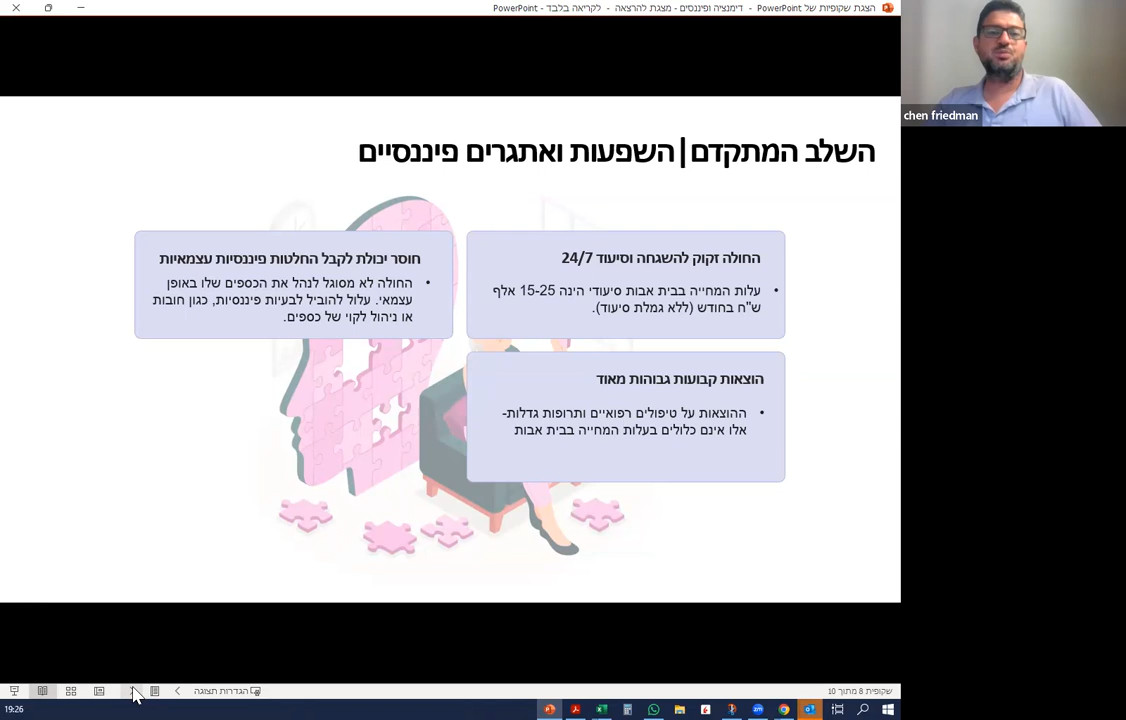 הצגת שקופיות של PowerPoint - דימנציה ופיננסים - מצגת להרצאה - לקריאה בלבד - PowerPoint
chen friedman
השלב המתקדם|השפעות ואתגרים פיננסיים
החולה זקוק להשגחה וסיעוד 24/7
• עלות המחייה בבית אבות סיעודי הינה 15-25 אלף
ש"ח בחודש (ללא גמלת סיעוד).
חוסר יכולת לקבל החלטות פיננסיות עצמאיות
• החולה לא מסוגל לנהל את הכספים שלו באופן
עצמאי. עלול להוביל לבעיות פיננסיות, כגון חובות
או ניהול לקוי של כספים.
הוצאות קבועות גבוהות מאוד
• ההוצאות על טיפולים רפואיים ותרופות גדלות-
אלו אינם כלולים בעלות המחייה בבית אבות
שקופית 8 מתוך 10
הגדרות תצוגה
19:26